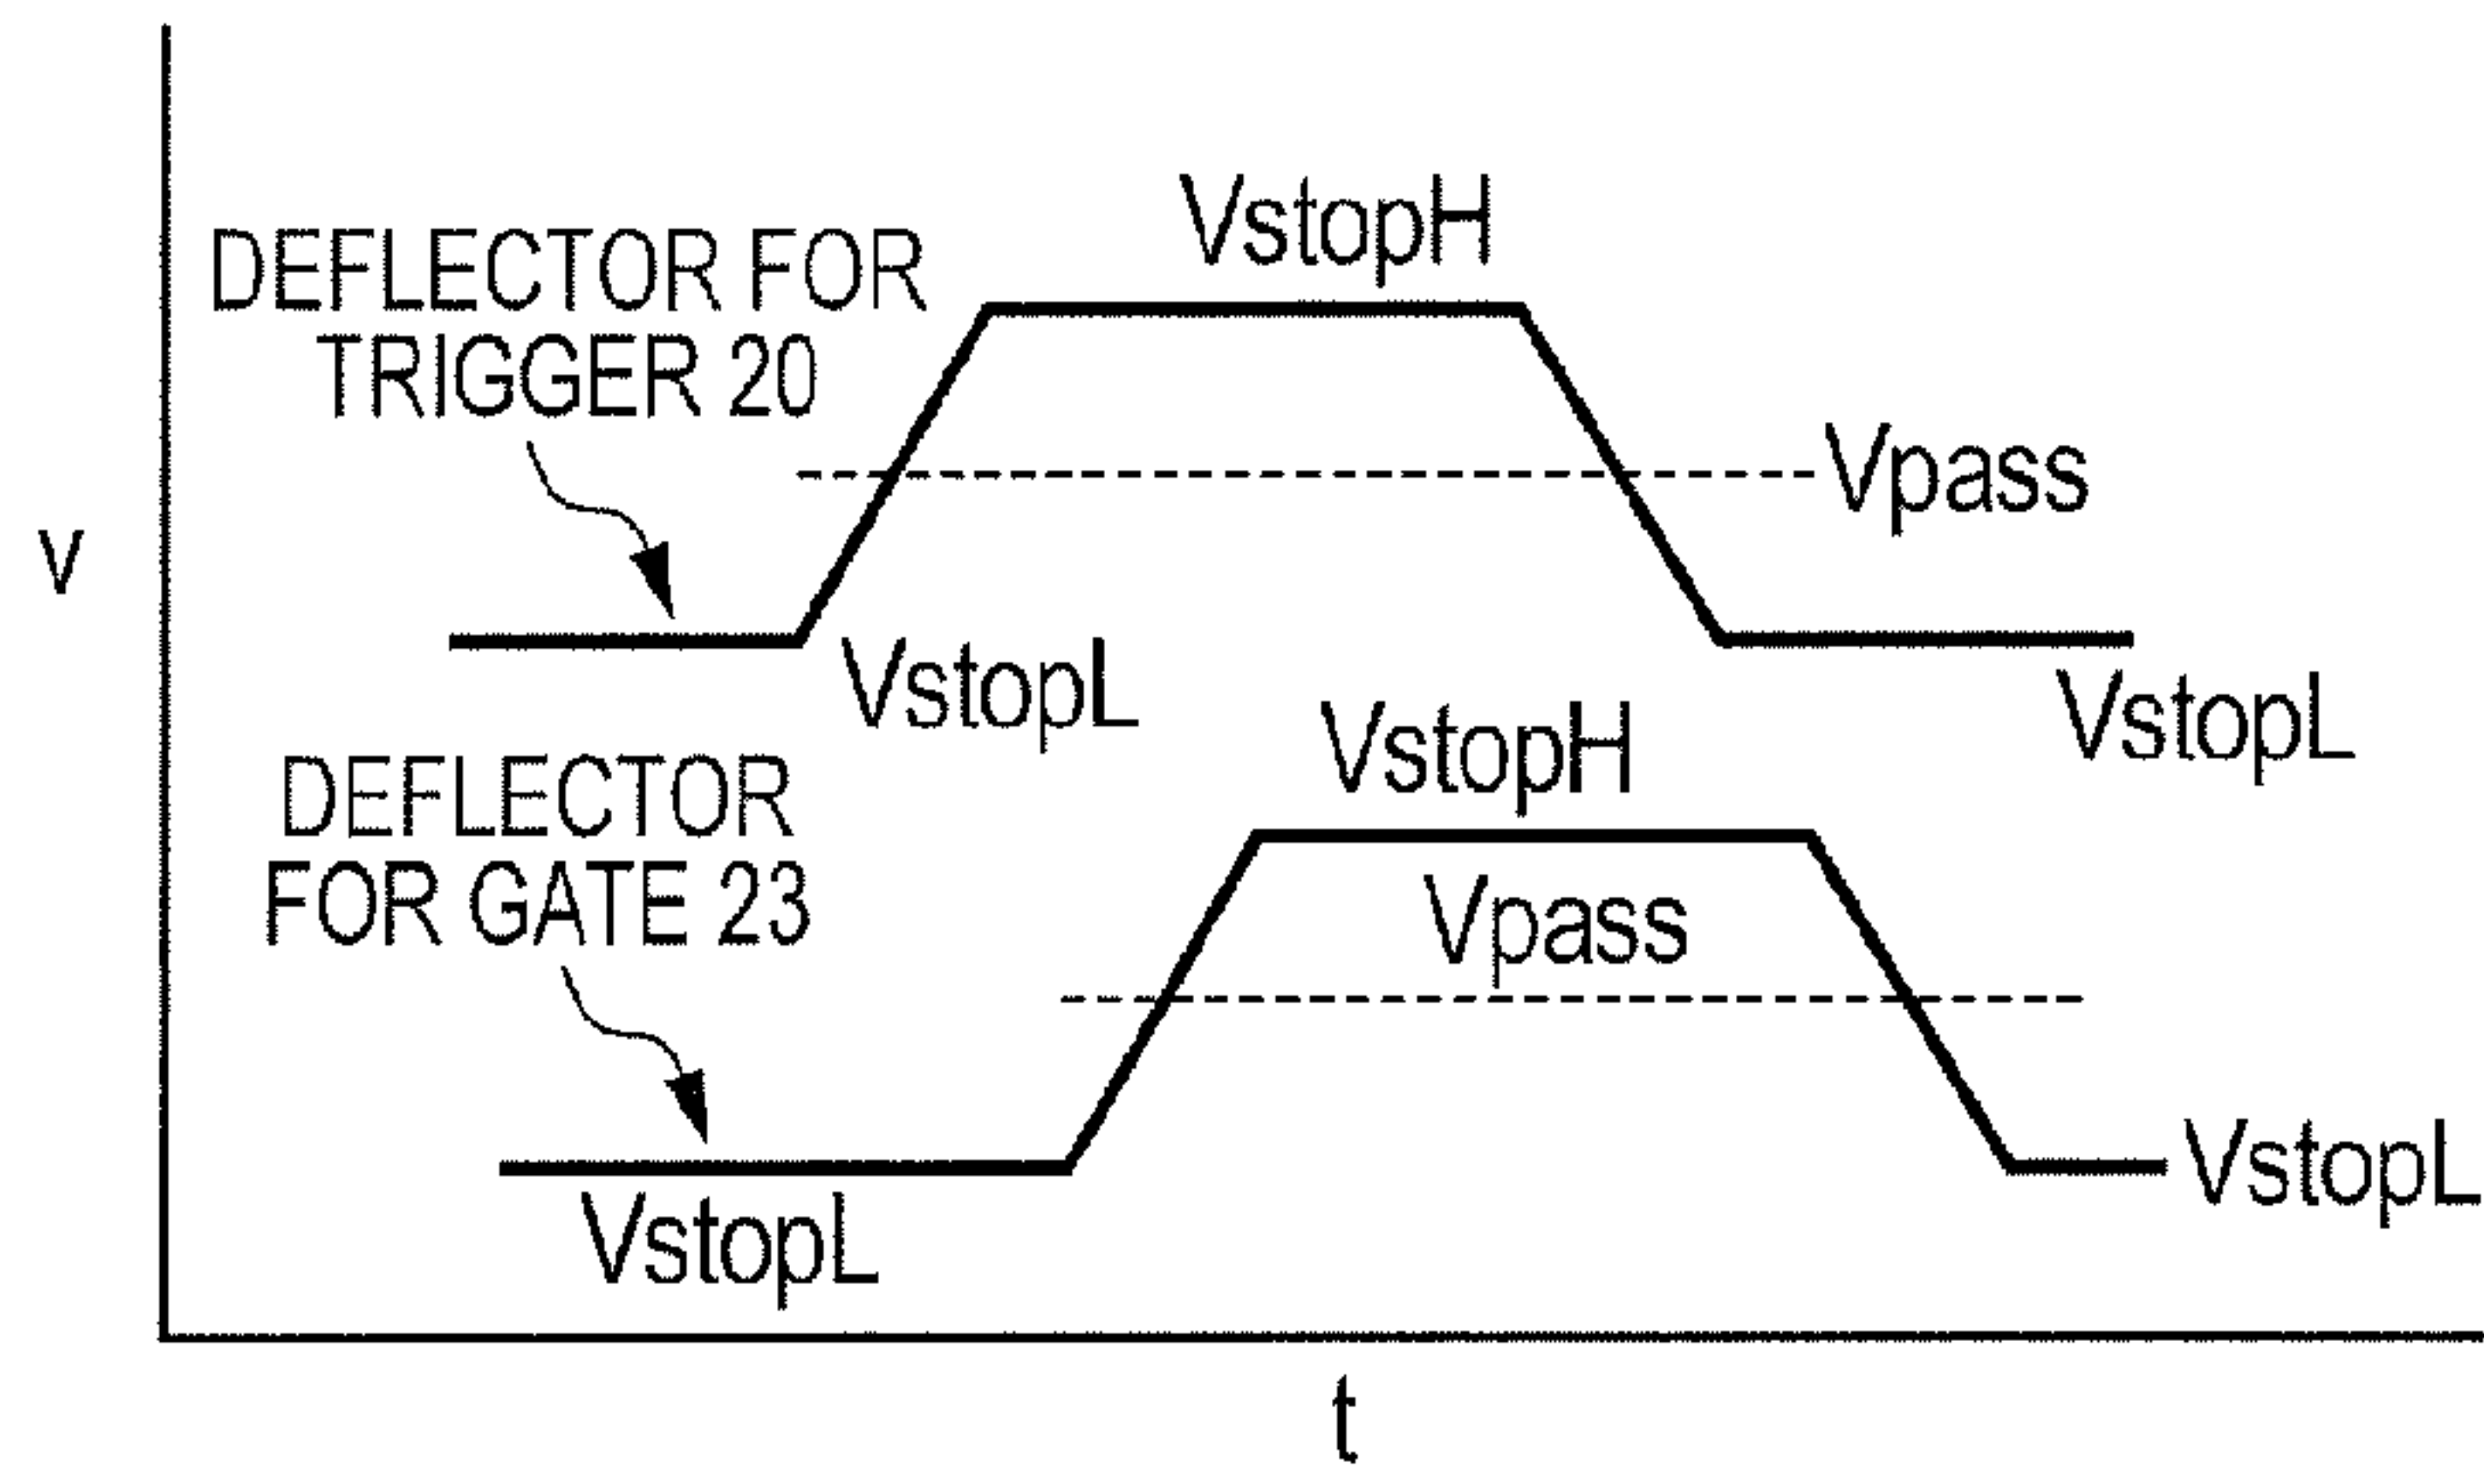 VstopH
DEFLECTOR FOR
TRIGGER 20
Vpass
v
VstopL
VstopL
VstopH
DEFLECTOR
FOR GATE 23
Vpass
VstopL
VstopL
t